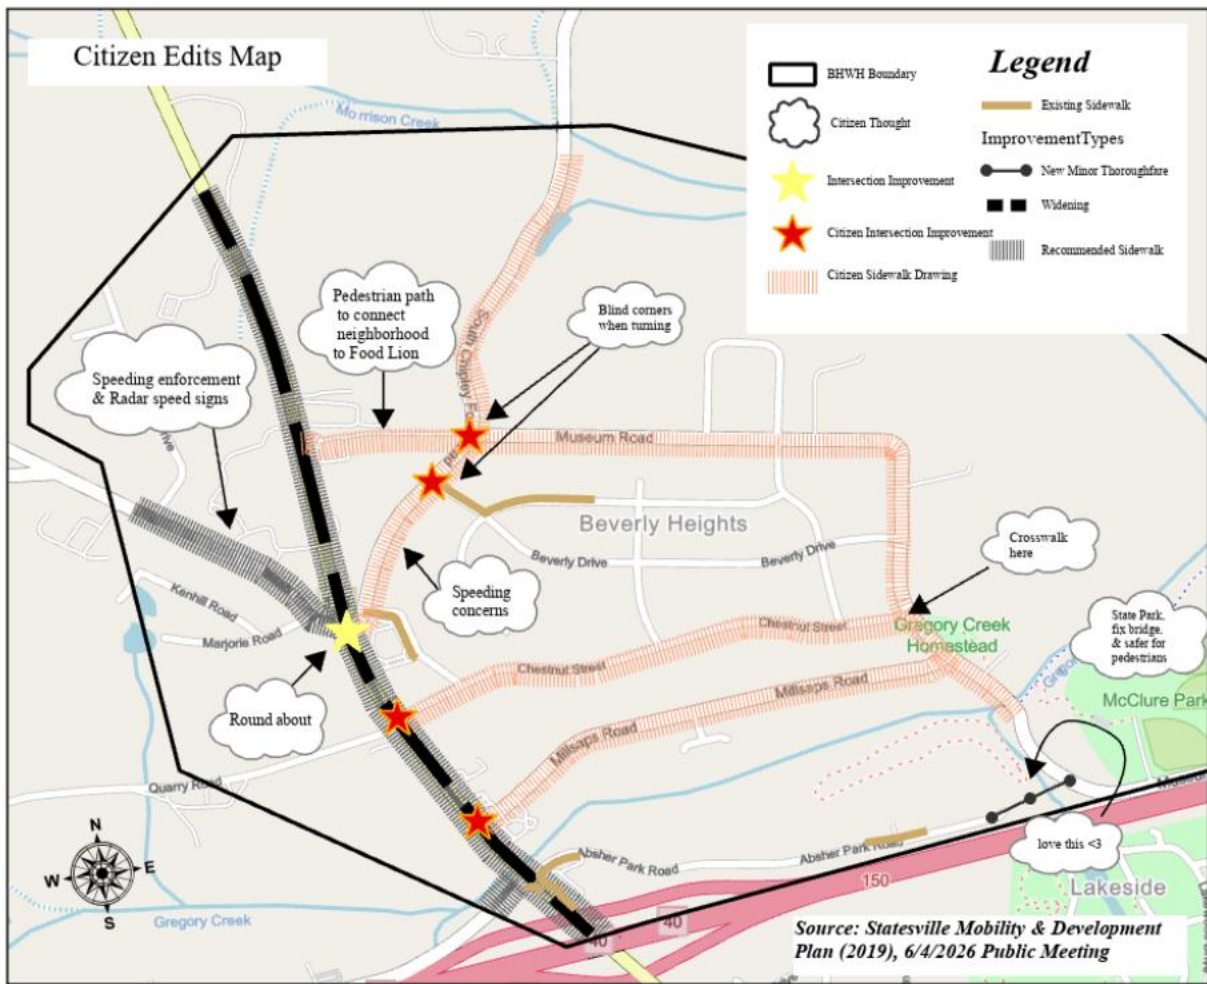 Citizen Edits Map
Legend
BHWH Boundary
Citizen Thought
Intersection Improvement
Citizen Intersection Improvement
Citizen Sidewalk Drawing
Existing Sidewalk
ImprovementTypes
New Minor Thoroughfare
Widening
Recommended Sidewalk
Morrison Creek
Pedestrian path
to connect
neighborhood
to Food Lion
Blind corners
when turning
Speeding enforcement
& Radar speed signs
South Chipley Fo
rd
Museum Road
Beverly Heights
Beverly Drive
Beverly Drive
Crosswalk
here
Speeding
concerns
Kenhill Road
Marjorie Road
Chestnut Street
Chestnut Street
Gregory Creek
Homestead
State Park,
fix bridge,
& safer for
pedestrians
Millsaps Road
Millsaps Road
McClure Park
Round about
Quarry Road
N
W
E
S
love this <3
Absher Park Road
Absher Park Road
150
Lakeside
Gregory Creek
40
40
Source: Statesville Mobility & Development
Plan (2019), 6/4/2026 Public Meeting